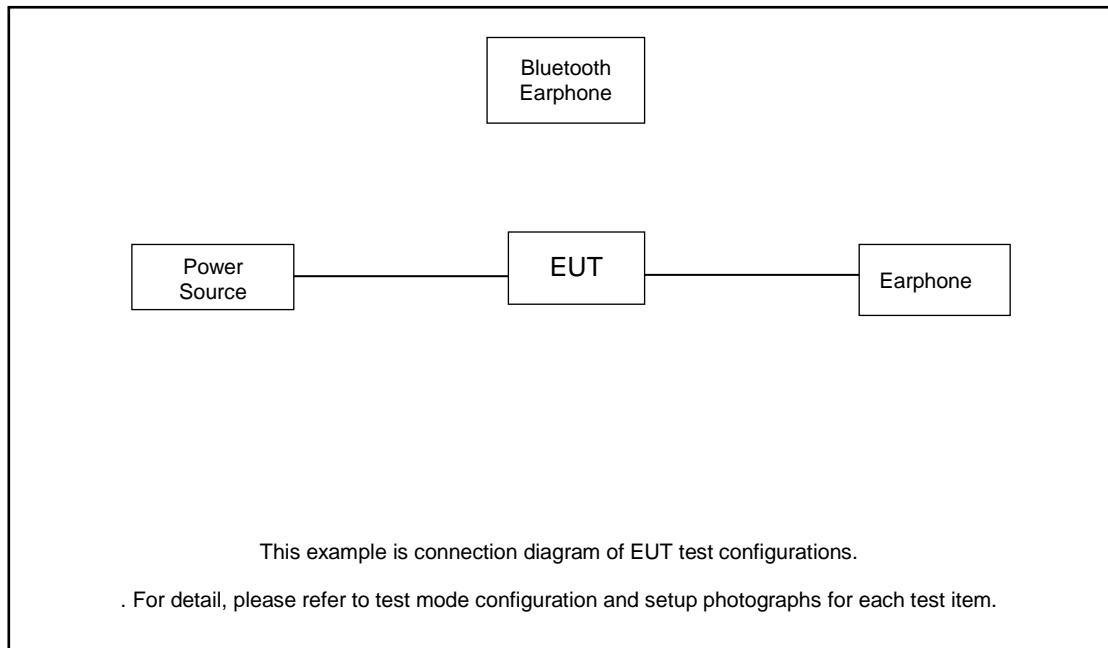 Bluetooth
Earphone
Power
Source
EUT
Earphone
This example is connection diagram of EUT test configurations.
. For detail, please refer to test mode configuration and setup photographs for each test item.